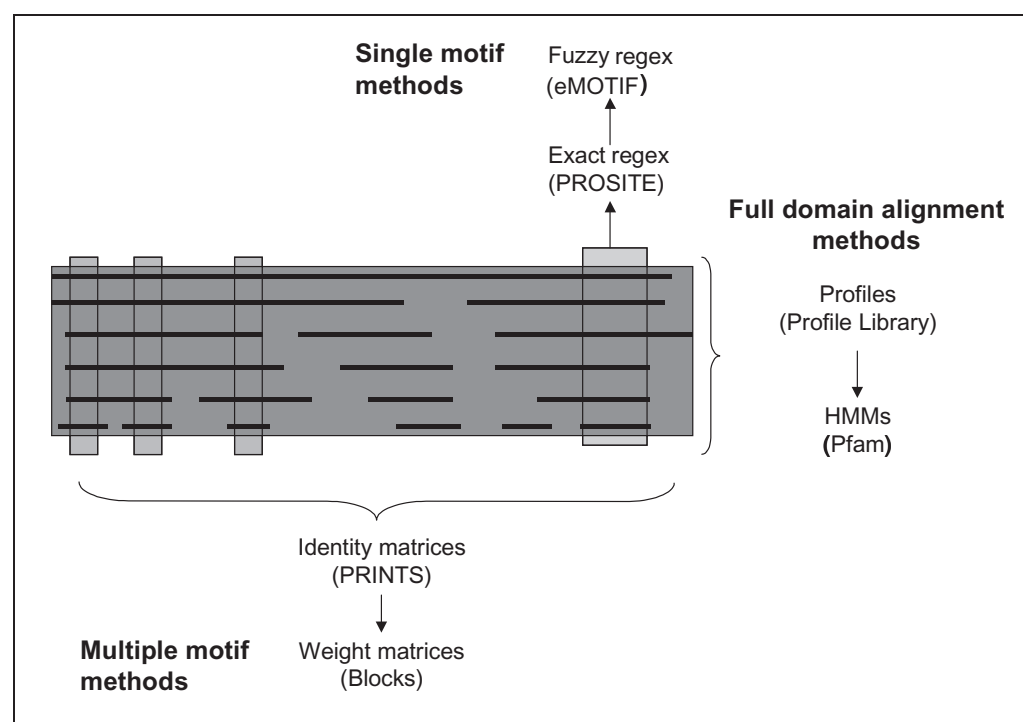 Single motif
methods
Fuzzy regex
(eMOTIF)
Exact regex
(PROSITE)
Full domain alignment
methods
Profiles
(Profile Library)
HMMs
(Pfam)
Identity matrices
(PRINTS)
Multiple motif
methods
Weight matrices
(Blocks)